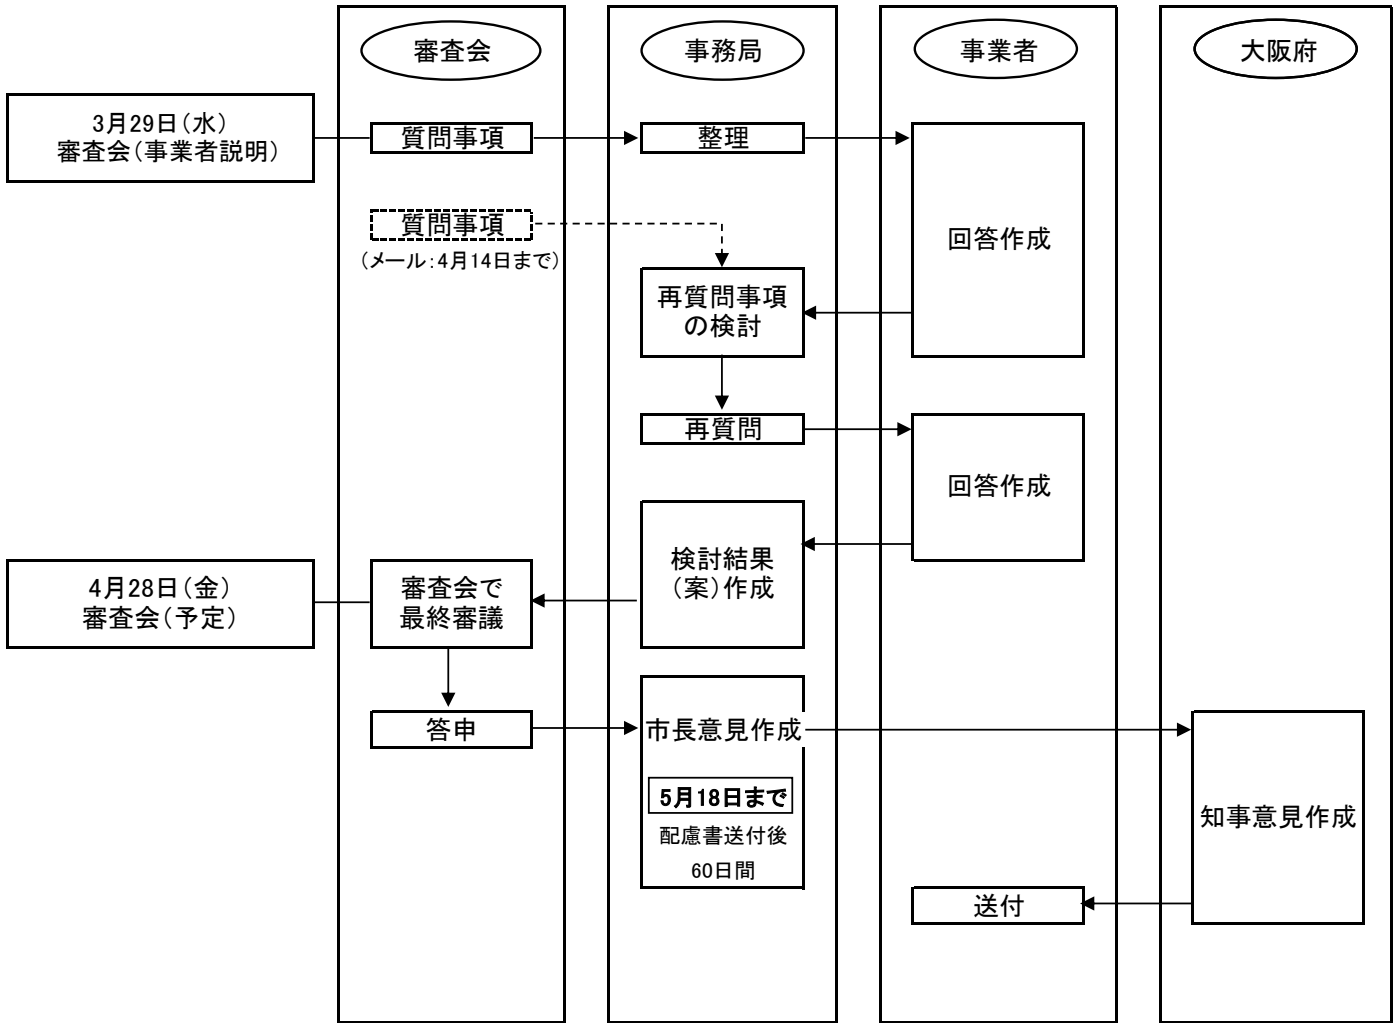 審査会
事務局
事業者
大阪府
3月29日(水)
審査会(事業者説明)
質問事項
整理
回答作成
質問事項
(メール:4月14日まで)
再質問事項
の検討
再質問
回答作成
検討結果
(案)作成
4月28日(金)
審査会(予定)
審査会で
最終審議
答申
市長意見作成
5月18日まで
配慮書送付後
60日間
知事意見作成
送付